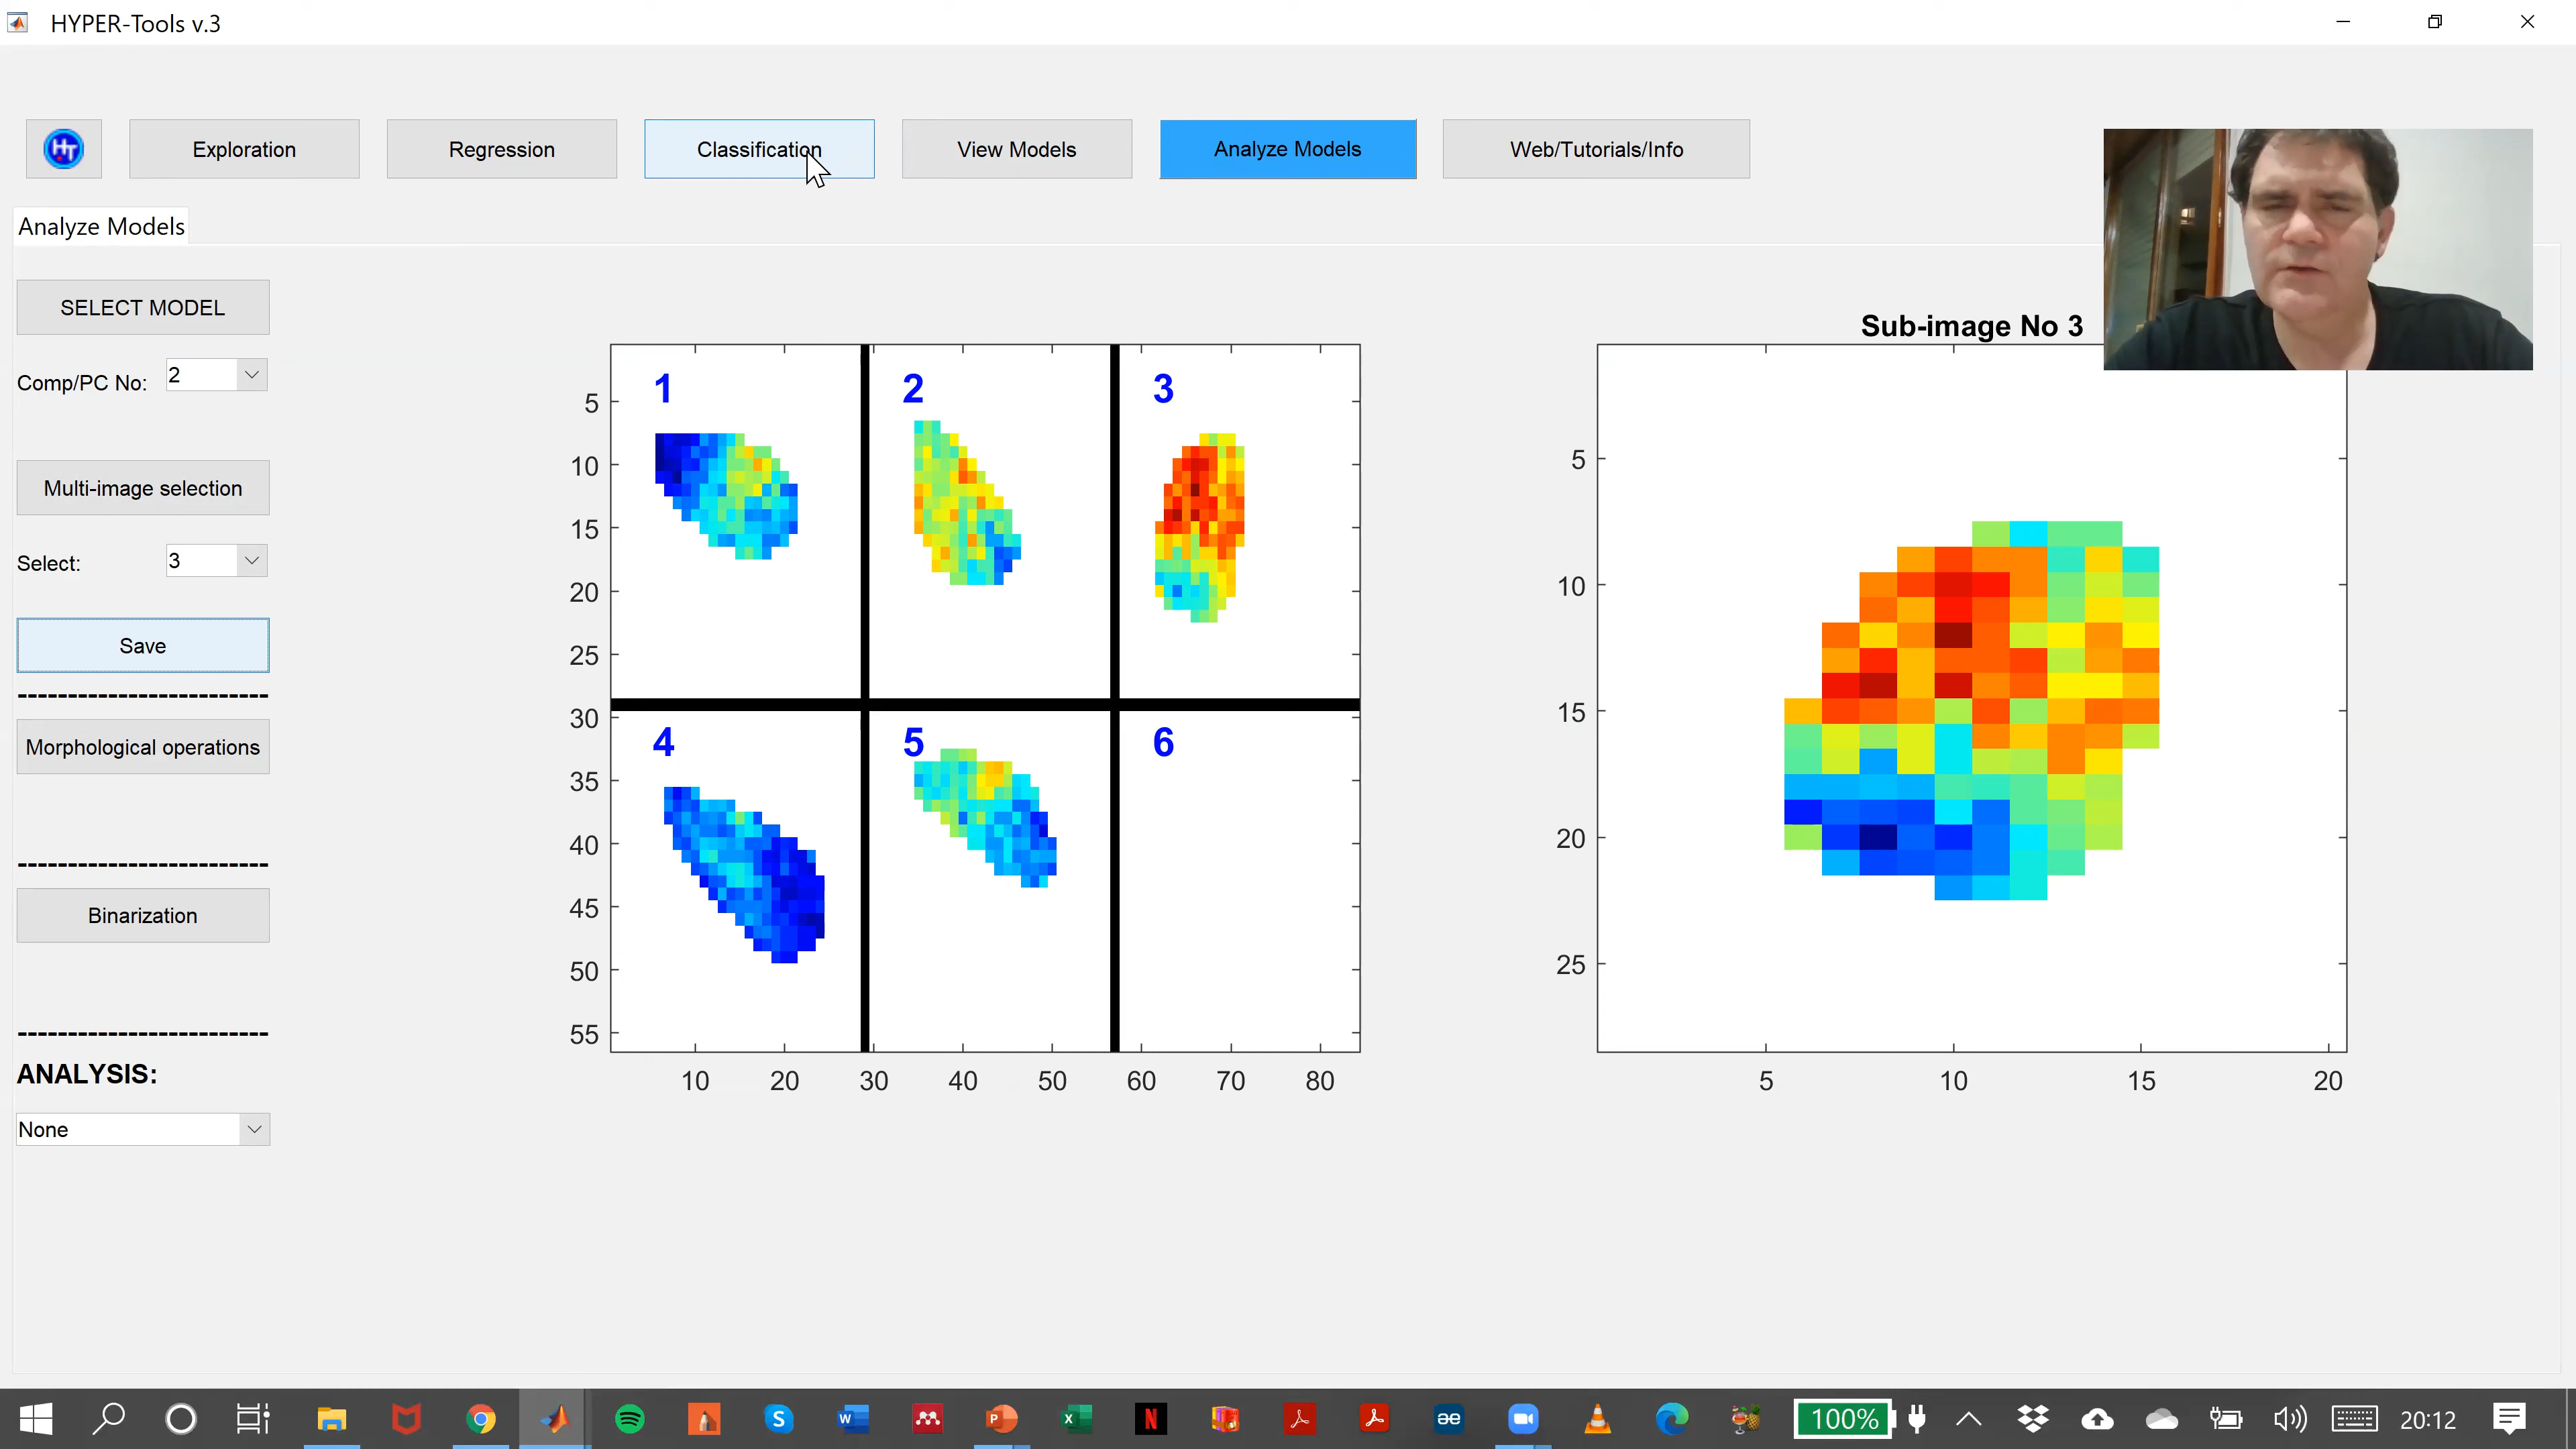 HYPER-Tools v.3
HT
Exploration
Regression
Classification
View Models
Analyze Models
Web/Tutorials/Info
Analyze Models
SELECT MODEL
Comp/PC No: 2
Multi-image selection
Select: 3
Save
-------------------------
Morphological operations
-------------------------
Binarization
-------------------------
ANALYSIS:
None
1 2 3
4 5 6
5
10
15
20
25
30
35
40
45
50
55
10 20 30 40 50 60 70 80
Sub-image No 3
5
10
15
20
25
5 10 15 20
100%
20:12